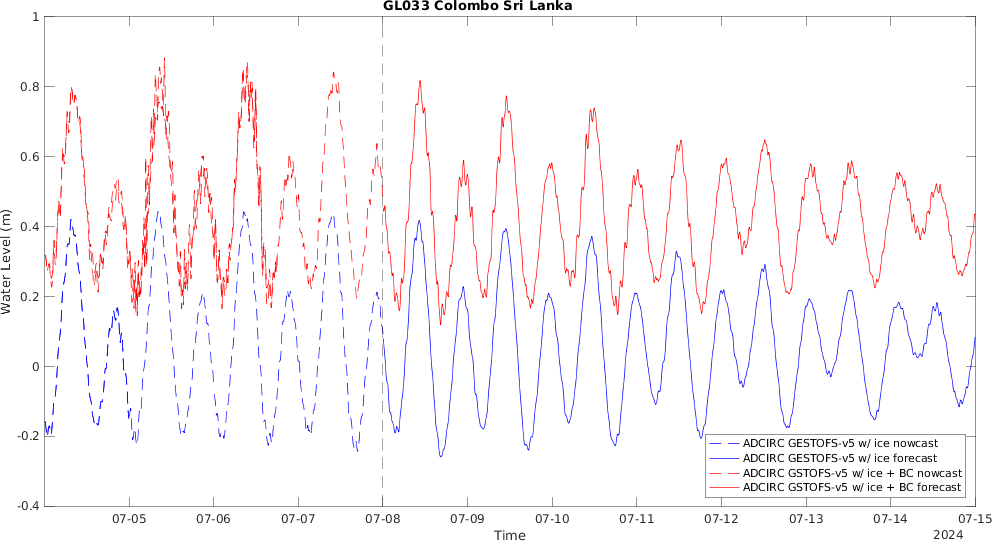 GL033 Colombo Sri Lanka
1
0.8
0.6
0.4
0.2
0
-0.2
-0.4
Water Level (m)
ADCIRC GESTOFS-v5 w/ ice nowcast
ADCIRC GESTOFS-v5 w/ ice forecast
ADCIRC GSTOFS-v5 w/ ice + BC nowcast
ADCIRC GSTOFS-v5 w/ ice + BC forecast
07-05 07-06 07-07 07-08 07-09 07-10 07-11 07-12 07-13 07-14 07-15
Time
2024